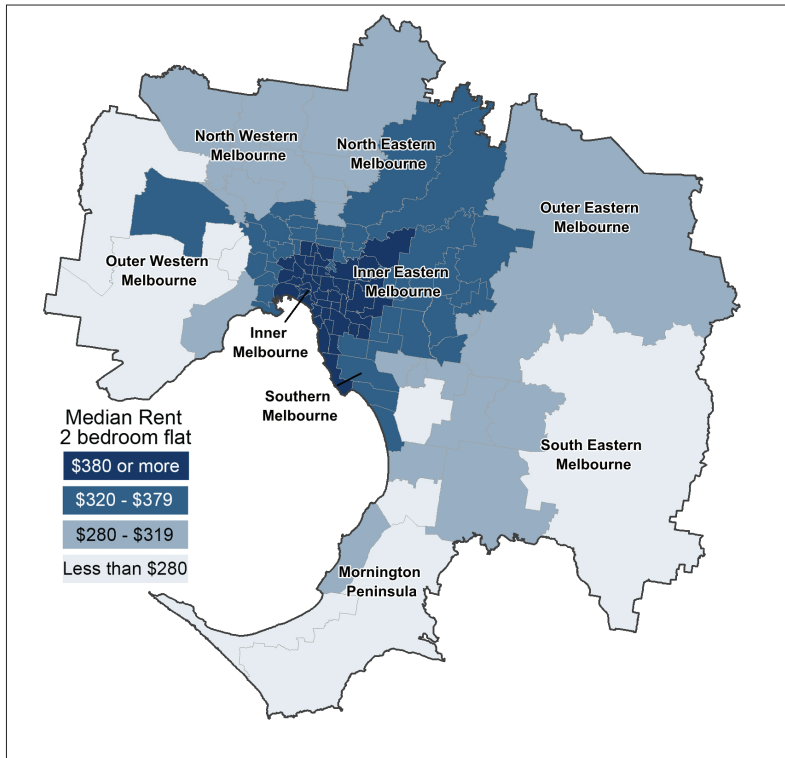 North Western
Melbourne
North Eastern
Melbourne
Outer Eastern
Melbourne
Outer Western
Melbourne
Inner Eastern
Melbourne
Inner
Melbourne
Southern
Melbourne
South Eastern
Melbourne
Mornington
Peninsula
Median Rent
2 bedroom flat
$380 or more
$320 - $379
$280 - $319
Less than $280